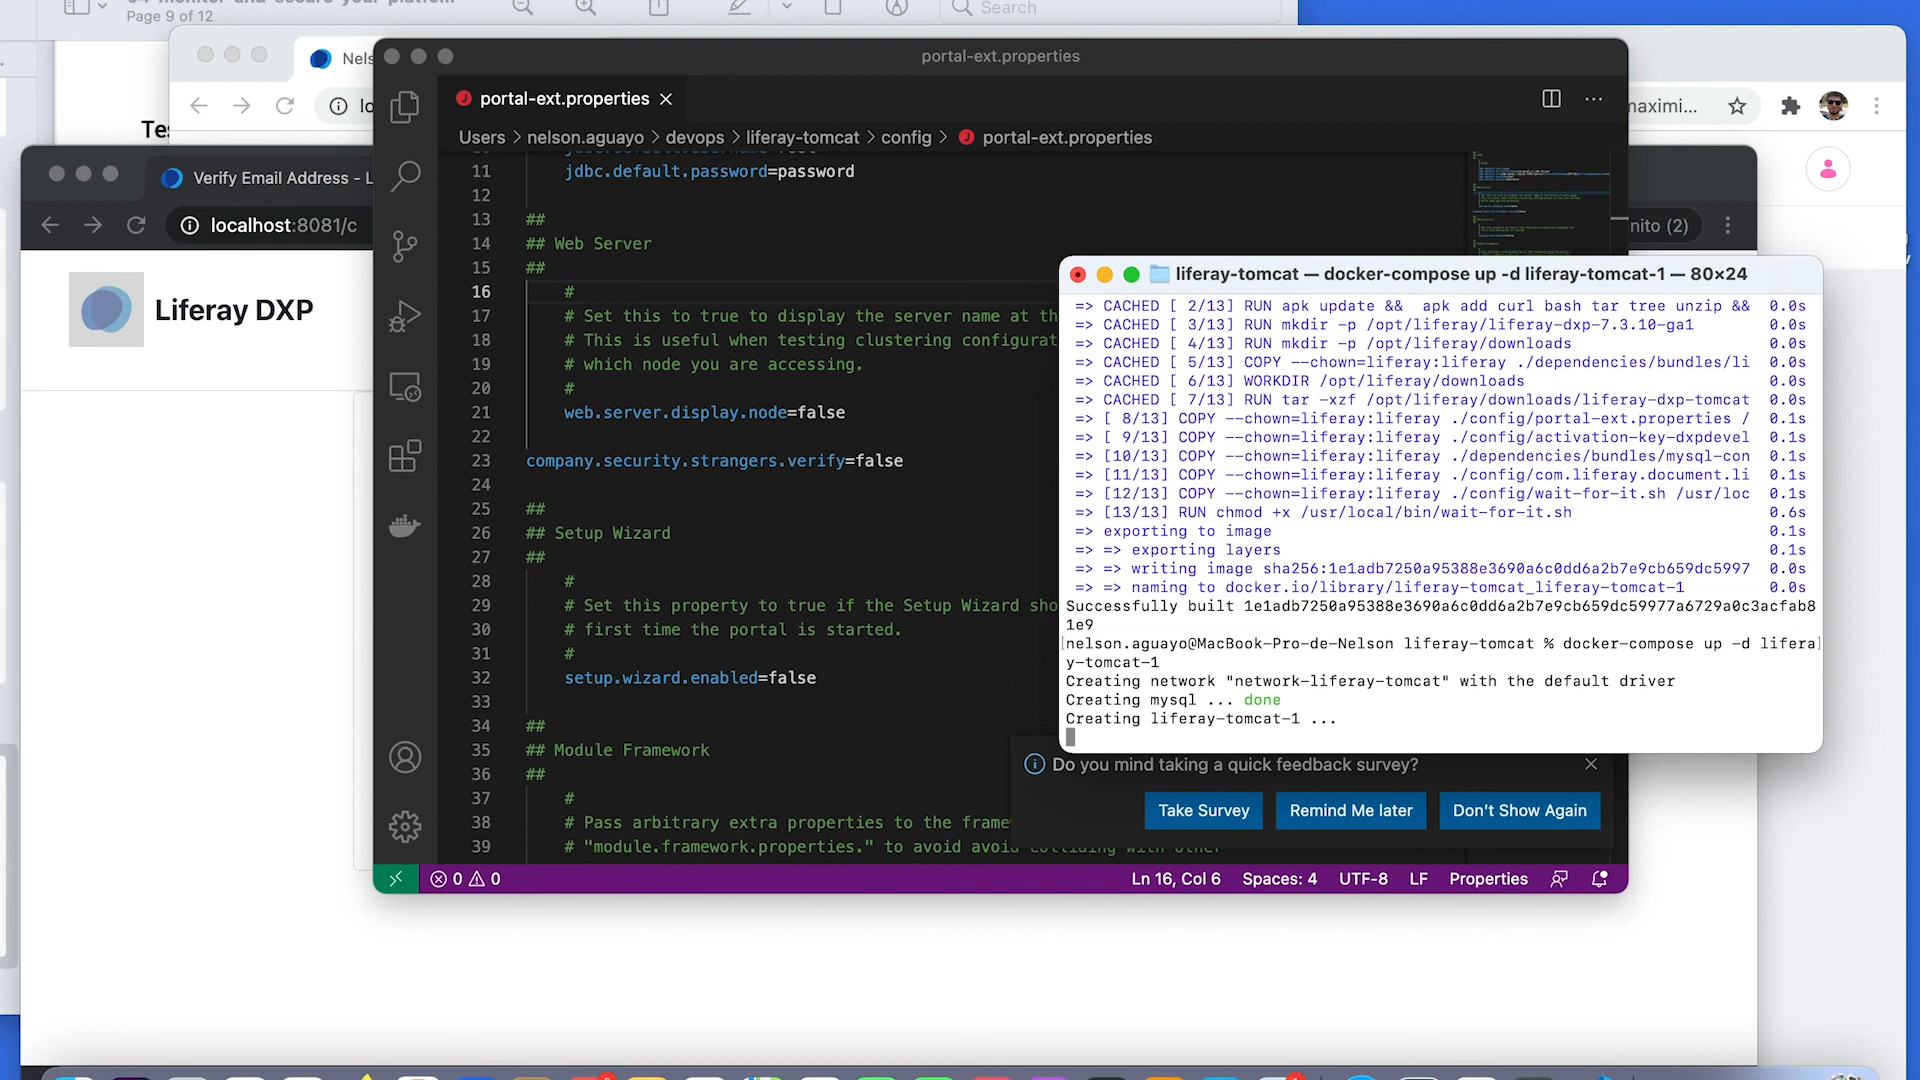 Page 9 of 12
Search
portal-ext.properties
Nels
portal-ext.properties
Users > nelson.aguayo > devops > liferay-tomcat > config > portal-ext.properties
Tes
Verify Email Address - L
localhost:8081/c
nito (2)
naximi...
Liferay DXP
11 jdbc.default.password=password
12
13 ##
14 ## Web Server
15 ##
16 #
17 # Set this to true to display the server name at th
18 # This is useful when testing clustering configurat
19 # which node you are accessing.
20 #
21 web.server.display.node=false
22
23 company.security.strangers.verify=false
24
25 ##
26 ## Setup Wizard
27 ##
28 #
29 # Set this property to true if the Setup Wizard sho
30 # first time the portal is started.
31 #
32 setup.wizard.enabled=false
33
34 ##
35 ## Module Framework
36 ##
37 #
38 # Pass arbitrary extra properties to the frame
39 # "module.framework.properties." to avoid avoid colliding with other
liferay-tomcat — docker-compose up -d liferay-tomcat-1 — 80×24
=> CACHED [ 2/13] RUN apk update && apk add curl bash tar tree unzip && 0.0s
=> CACHED [ 3/13] RUN mkdir -p /opt/liferay/liferay-dxp-7.3.10-ga1 0.0s
=> CACHED [ 4/13] RUN mkdir -p /opt/liferay/downloads 0.0s
=> CACHED [ 5/13] COPY --chown=liferay:liferay ./dependencies/bundles/li 0.0s
=> CACHED [ 6/13] WORKDIR /opt/liferay/downloads 0.0s
=> CACHED [ 7/13] RUN tar -xzf /opt/liferay/downloads/liferay-dxp-tomcat 0.0s
=> [ 8/13] COPY --chown=liferay:liferay ./config/portal-ext.properties / 0.1s
=> [ 9/13] COPY --chown=liferay:liferay ./config/activation-key-dxpdevel 0.1s
=> [10/13] COPY --chown=liferay:liferay ./dependencies/bundles/mysql-con 0.1s
=> [11/13] COPY --chown=liferay:liferay ./config/com.liferay.document.li 0.1s
=> [12/13] COPY --chown=liferay:liferay ./config/wait-for-it.sh /usr/loc 0.1s
=> [13/13] RUN chmod +x /usr/local/bin/wait-for-it.sh 0.6s
=> exporting to image 0.1s
=> => exporting layers 0.1s
=> => writing image sha256:1e1adb7250a95388e3690a6c0dd6a2b7e9cb659dc5997 0.0s
=> => naming to docker.io/library/liferay-tomcat_liferay-tomcat-1 0.0s
Successfully built 1e1adb7250a95388e3690a6c0dd6a2b7e9cb659dc59977a6729a0c3acfab8
1e9
[nelson.aguayo@MacBook-Pro-de-Nelson liferay-tomcat % docker-compose up -d lifera]
y-tomcat-1
Creating network "network-liferay-tomcat" with the default driver
Creating mysql ... done
Creating liferay-tomcat-1 ...
Do you mind taking a quick feedback survey?
Take Survey
Remind Me later
Don't Show Again
0 0
Ln 16, Col 6
Spaces: 4
UTF-8
LF
Properties